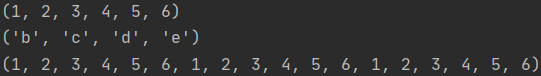 (1, 2, 3, 4, 5, 6)
('b', 'c', 'd', 'e')
(1, 2, 3, 4, 5, 6, 1, 2, 3, 4, 5, 6, 1, 2, 3, 4, 5, 6)